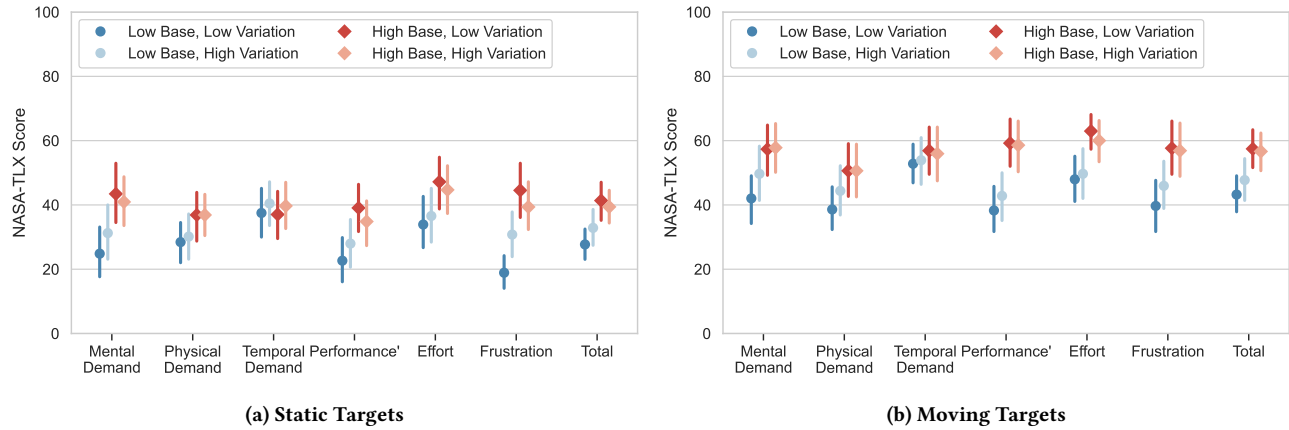 100
80
60
40
20
0
NASA-TLX Score
Low Base, Low Variation
Low Base, High Variation
High Base, Low Variation
High Base, High Variation
Mental
Demand
Physical
Demand
Temporal
Demand
Performance'
Effort
Frustration
Total
(a) Static Targets
100
80
60
40
20
0
NASA-TLX Score
Low Base, Low Variation
Low Base, High Variation
High Base, Low Variation
High Base, High Variation
Mental
Demand
Physical
Demand
Temporal
Demand
Performance'
Effort
Frustration
Total
(b) Moving Targets